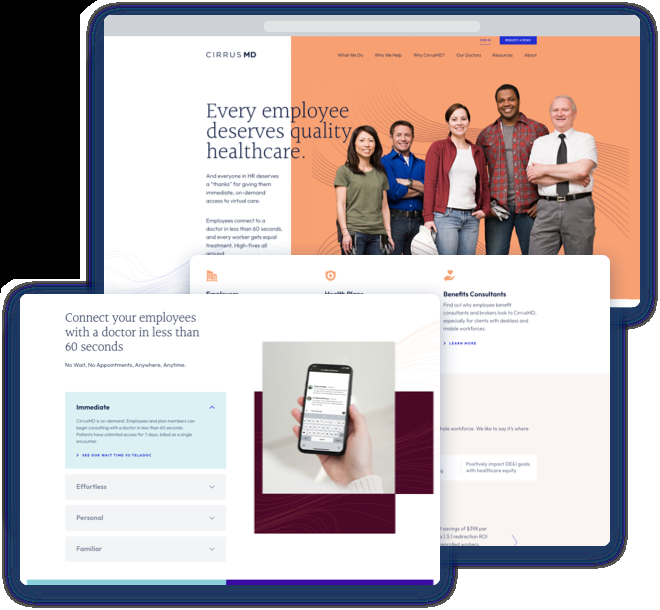 CIRRUSMD
SIGN IN
REQUEST A DEMO
What We Do
Who We Help
Why CirrusMD?
Our Doctors
Resources
About
Every employee
deserves quality
healthcare.
And everyone in HR deserves
a "thanks" for giving them
immediate, on-demand
access to virtual care.
Employees connect to a
doctor in less than 60 seconds,
and every worker gets equal
treatment. High-fives all
around.
Employers
Health Plans
Benefits Consultants
Find out why employee benefit
consultants and brokers look to CirrusMD,
especially for clients with deskless and
mobile workforces.
LEARN MORE
Connect your employees
with a doctor in less than
60 seconds
No Wait, No Appointments, Anywhere, Anytime.
Immediate
CirrusMD is on-demand. Employees and plan members can
begin consulting with a doctor in less than 60 seconds.
Patients have unlimited access for 7 days, billed as a single
encounter.
SEE OUR WAIT TIME VS TELADOC
Effortless
Personal
Familiar
workforce. We like to say it's where
Positively impact DE&I goals
with healthcare equity
savings of $398 per
1.5:1 redirection ROI
workers.